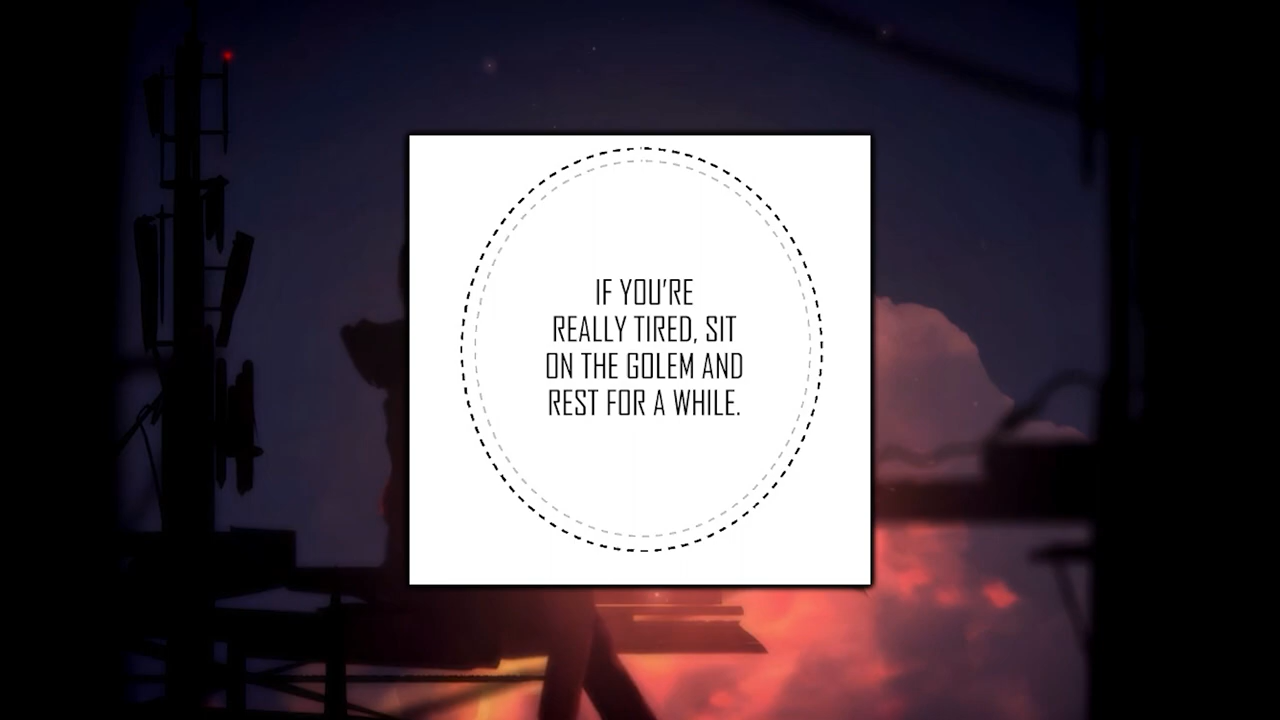 IF YOU'RE
REALLY TIRED, SIT
ON THE GOLEM AND
REST FOR A WHILE.